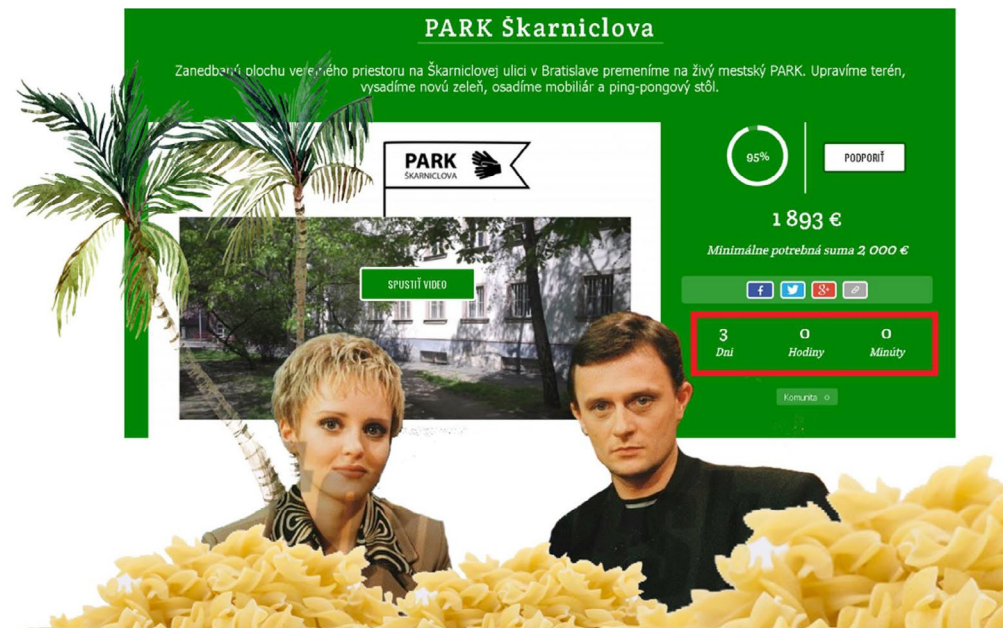 PARK Škarniclova
Zanedbanú plochu verejného priestoru na Škarniclovej ulici v Bratislave premeníme na živý mestský PARK. Upravíme terén,
vysadíme novú zeleň, osadíme mobiliár a ping-pongový stôl.
PARK
ŠKARNICLOVA
SPUSTIŤ VIDEO
95%
PODPORIŤ
1 893 €
Minimálne potrebná suma 2 000 €
f
8+
3 0 0
Dni Hodiny Minúty
Komunita 0